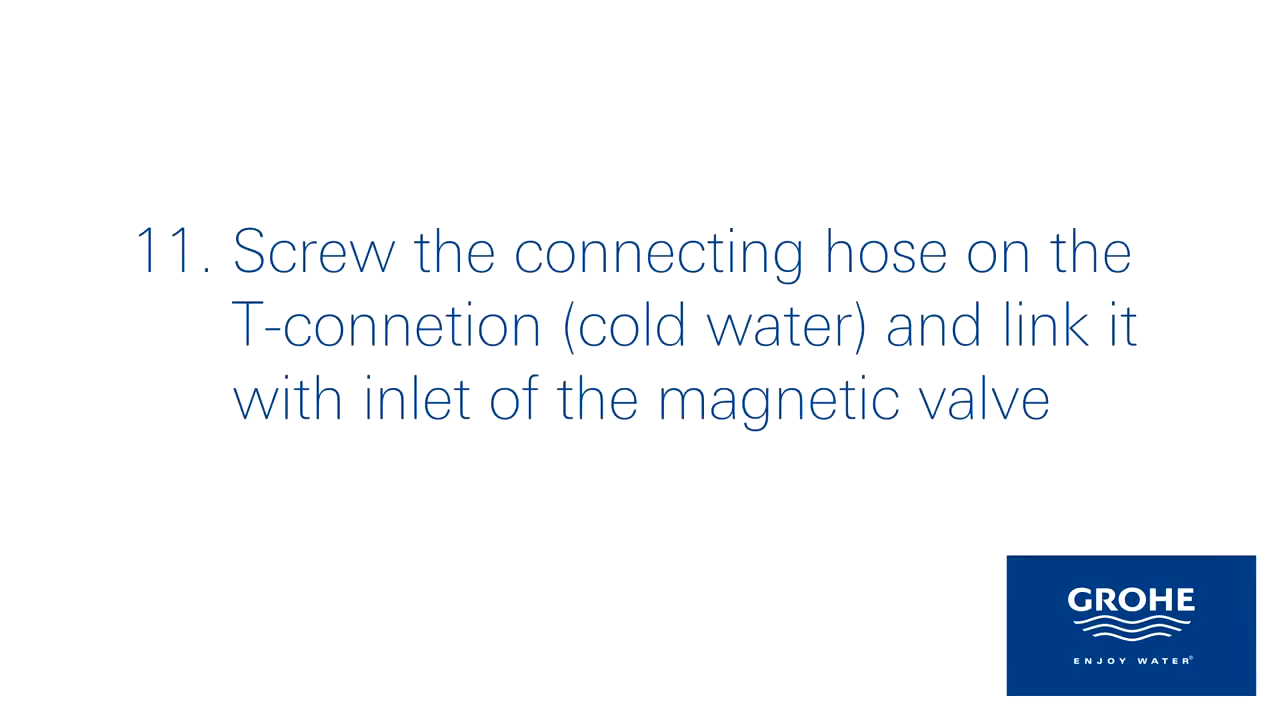 11. Screw the connecting hose on the
T-connetion (cold water) and link it
with inlet of the magnetic valve
GROHE
ENJOY WATER®